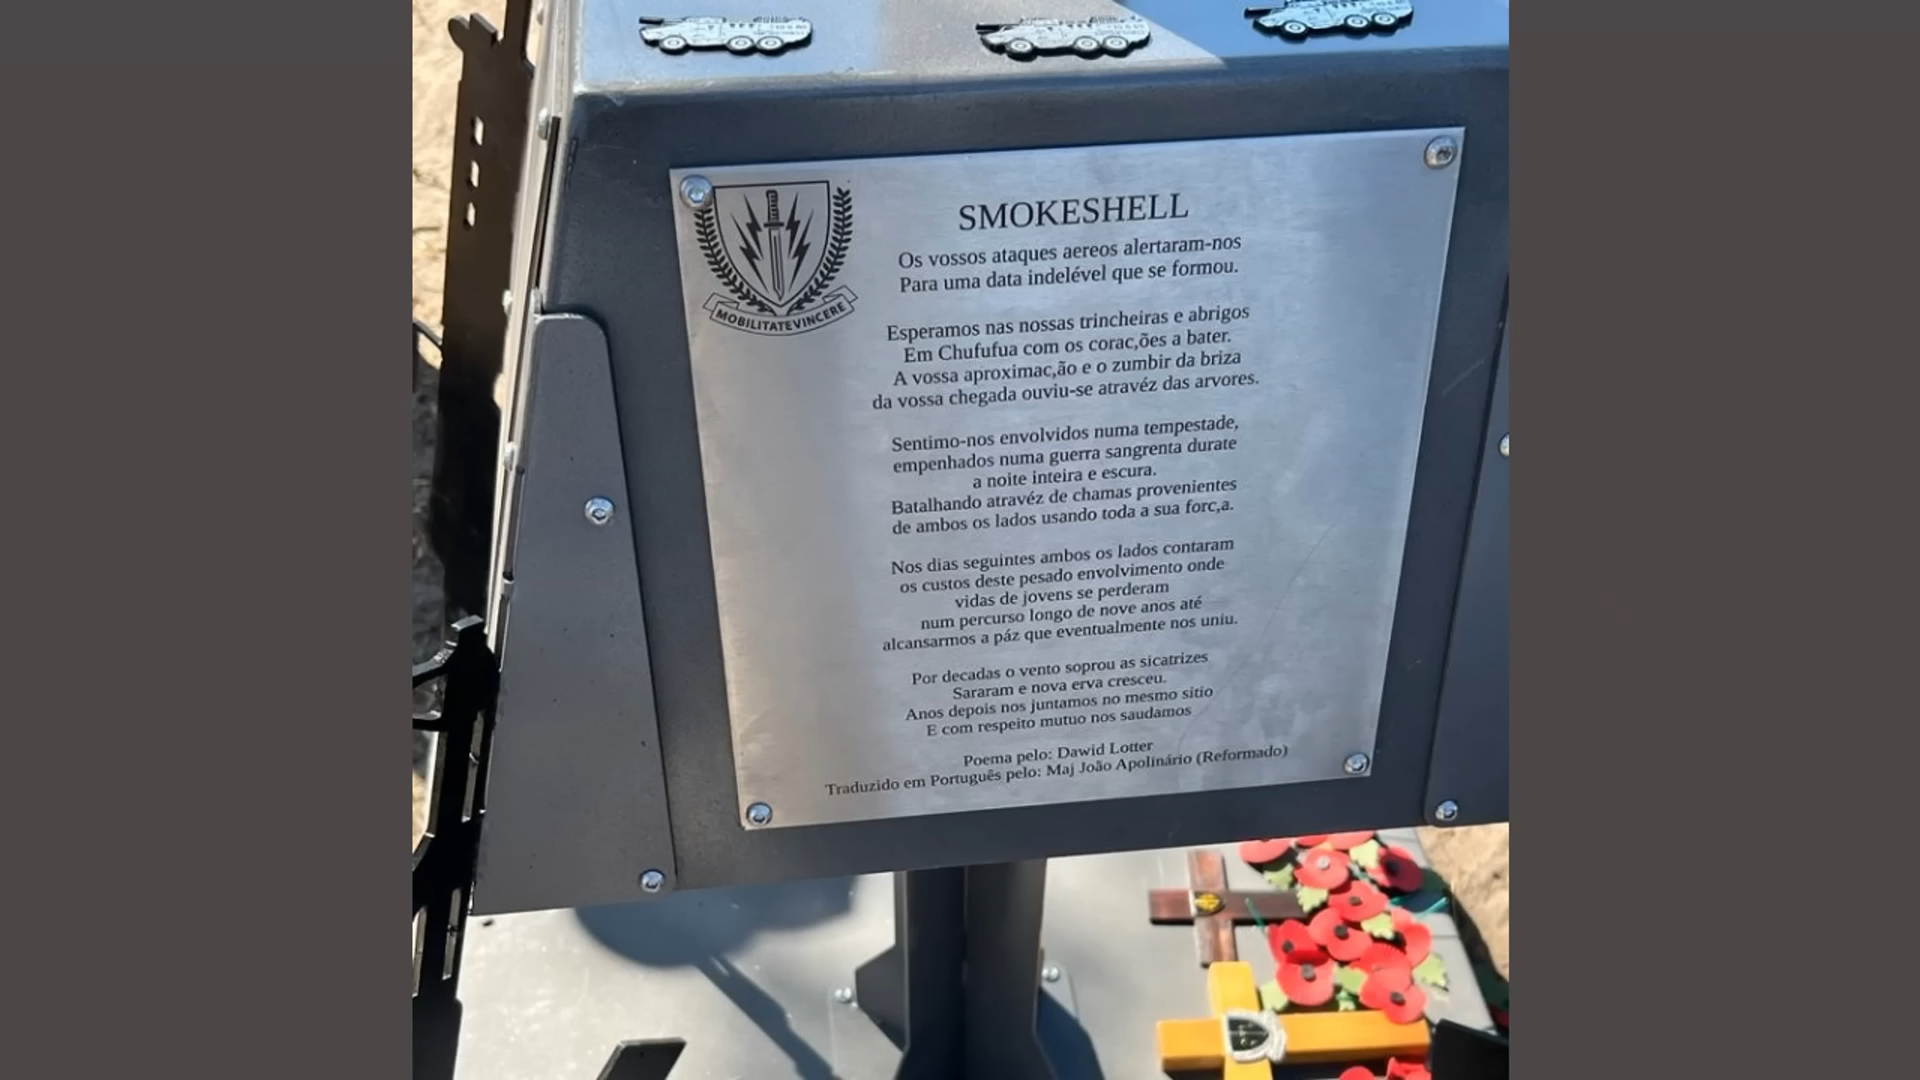 MOBILITATEVINCERE
SMOKESHELL
Os vossos ataques aereos alertaram-nos
Para uma data indelével que se formou.
Esperamos nas nossas trincheiras e abrigos
Em Chufufua com os corac,ões a bater.
A vossa aproximac,ão e o zumbir da briza
da vossa chegada ouviu-se atravéz das arvores.
Sentimo-nos envolvidos numa tempestade,
empenhados numa guerra sangrenta durate
a noite inteira e escura.
Batalhando atravéz de chamas provenientes
de ambos os lados usando toda a sua forc,a.
Nos dias seguintes ambos os lados contaram
os custos deste pesado envolvimento onde
vidas de jovens se perderam
num percurso longo de nove anos até
alcansarmos a páz que eventualmente nos uniu.
Por decadas o vento soprou as sicatrizes
Sararam e nova erva cresceu.
Anos depois nos juntamos no mesmo sitio
E com respeito mutuo nos saudamos
Poema pelo: Dawid Lotter
Traduzido em Português pelo: Maj João Apolinário (Reformado)